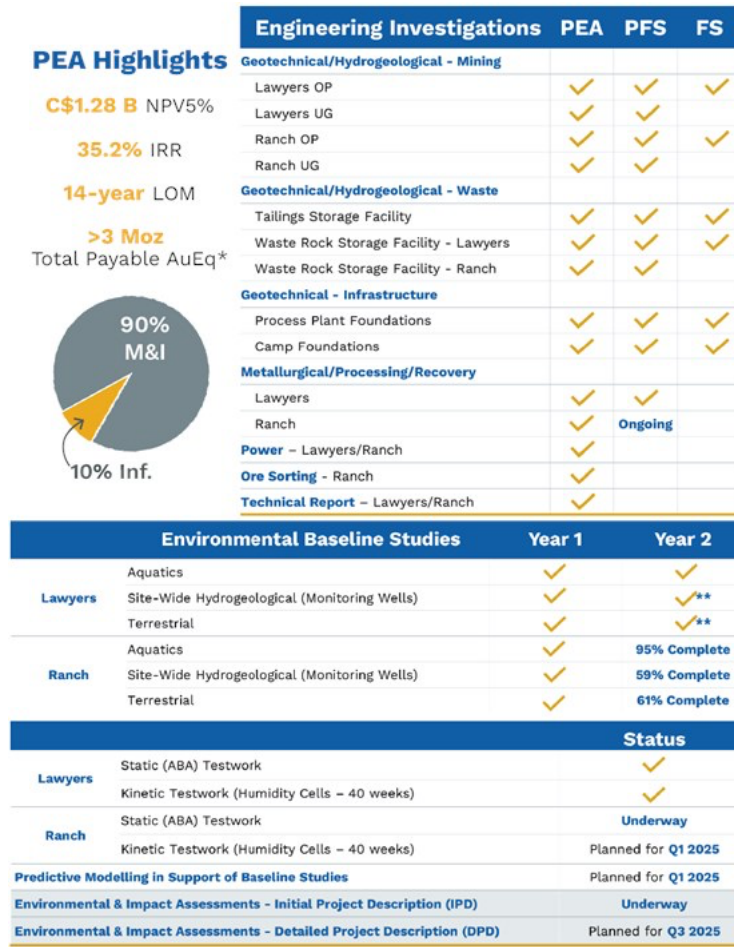 PEA Highlights
C$1.28 B NPV5%
35.2% IRR
14-year LOM
>3 Moz
Total Payable AuEq*
90%
M&I
10% Inf.
Engineering Investigations PEA PFS FS
Geotechnical/Hydrogeological - Mining
Lawyers OP ✓ ✓ ✓
Lawyers UG ✓ ✓
Ranch OP ✓ ✓ ✓
Ranch UG ✓ ✓
Geotechnical/Hydrogeological - Waste
Tailings Storage Facility ✓ ✓ ✓
Waste Rock Storage Facility - Lawyers ✓ ✓ ✓
Waste Rock Storage Facility - Ranch ✓ ✓
Geotechnical - Infrastructure
Process Plant Foundations ✓ ✓ ✓
Camp Foundations ✓ ✓ ✓
Metallurgical/Processing/Recovery
Lawyers ✓ ✓
Ranch ✓ Ongoing
Power – Lawyers/Ranch ✓
Ore Sorting - Ranch ✓
Technical Report – Lawyers/Ranch ✓
Environmental Baseline Studies Year 1 Year 2
Lawyers
Aquatics ✓ ✓
Site-Wide Hydrogeological (Monitoring Wells) ✓ ✓**
Terrestrial ✓ ✓**
Ranch
Aquatics ✓ 95% Complete
Site-Wide Hydrogeological (Monitoring Wells) ✓ 59% Complete
Terrestrial ✓ 61% Complete
Status
Lawyers
Static (ABA) Testwork ✓
Kinetic Testwork (Humidity Cells – 40 weeks) ✓
Ranch
Static (ABA) Testwork Underway
Kinetic Testwork (Humidity Cells – 40 weeks) Planned for Q1 2025
Predictive Modelling in Support of Baseline Studies Planned for Q1 2025
Environmental & Impact Assessments - Initial Project Description (IPD) Underway
Environmental & Impact Assessments - Detailed Project Description (DPD) Planned for Q3 2025